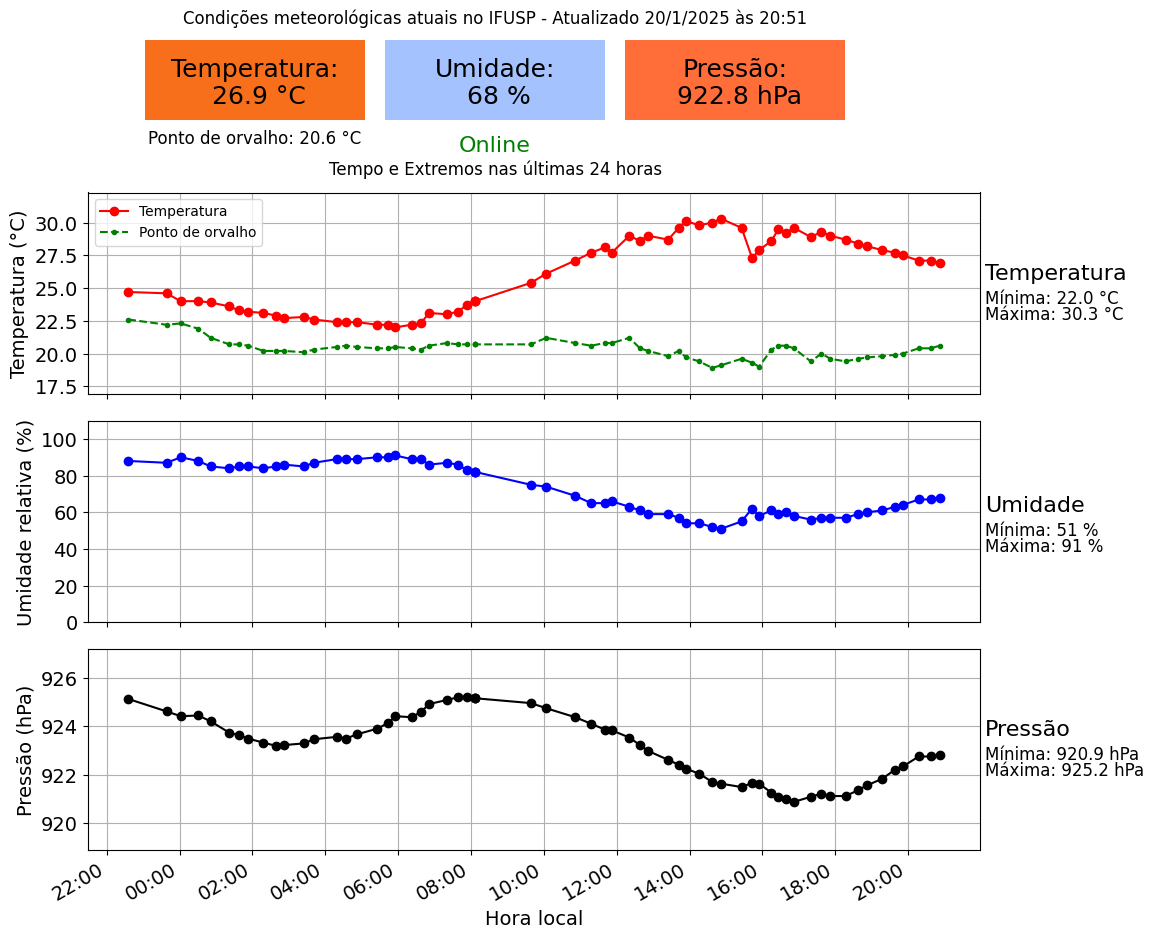 Condições meteorológicas atuais no IFUSP - Atualizado 20/1/2025 às 20:51
Temperatura:
26.9 °C
Umidade:
68 %
Pressão:
922.8 hPa
Ponto de orvalho: 20.6 °C
Online
Tempo e Extremos nas últimas 24 horas
Temperatura (°C)
30.0
27.5
25.0
22.5
20.0
17.5
Temperatura
Ponto de orvalho
Temperatura
Mínima: 22.0 °C
Máxima: 30.3 °C
Umidade relativa (%)
100
80
60
40
20
0
Umidade
Mínima: 51 %
Máxima: 91 %
Pressão (hPa)
926
924
922
920
Pressão
Mínima: 920.9 hPa
Máxima: 925.2 hPa
22:00
00:00
02:00
04:00
06:00
08:00
10:00
12:00
14:00
16:00
18:00
20:00
Hora local